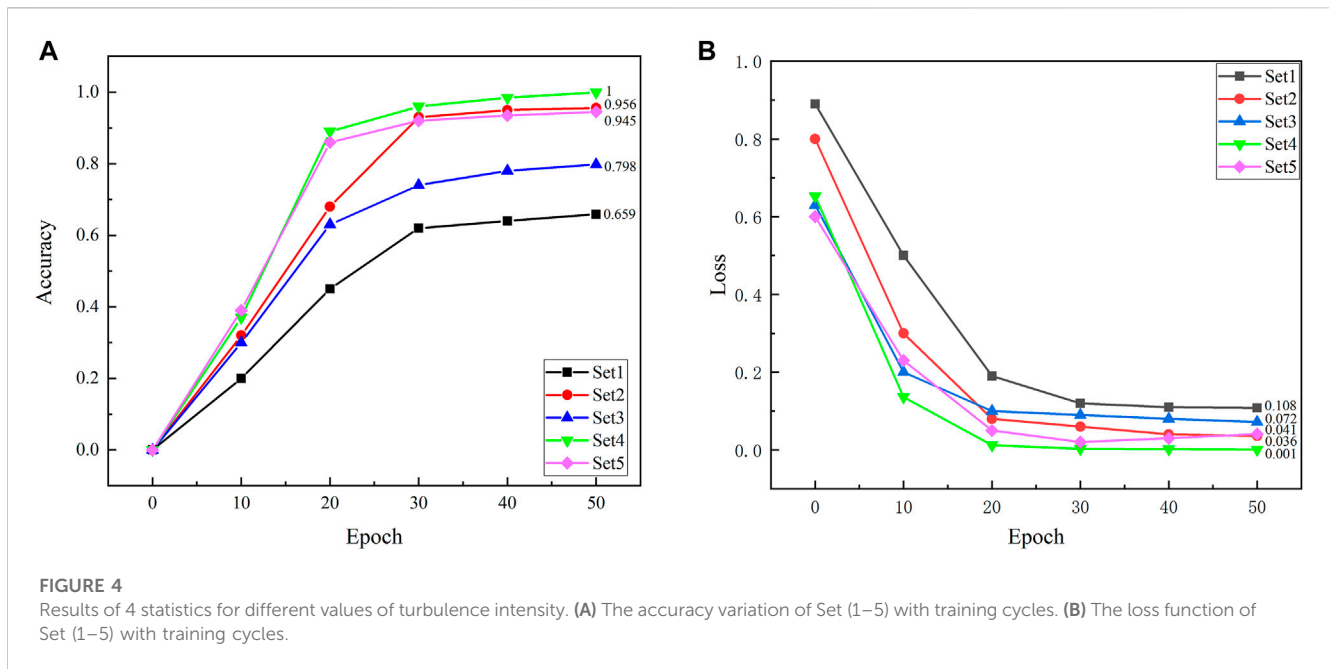 A
Accuracy
1.0
0.8
0.6
0.4
0.2
0.0
0 10 20 30 40 50
Epoch
1
0.956
0.945
0.798
0.659
Set1
Set2
Set3
Set4
Set5
B
Loss
1.0
0.8
0.6
0.4
0.2
0.0
0 10 20 30 40 50
Epoch
Set1
Set2
Set3
Set4
Set5
0.108
0.072
0.041
0.036
0.001
FIGURE 4
Results of 4 statistics for different values of turbulence intensity. (A) The accuracy variation of Set (1–5) with training cycles. (B) The loss function of
Set (1–5) with training cycles.